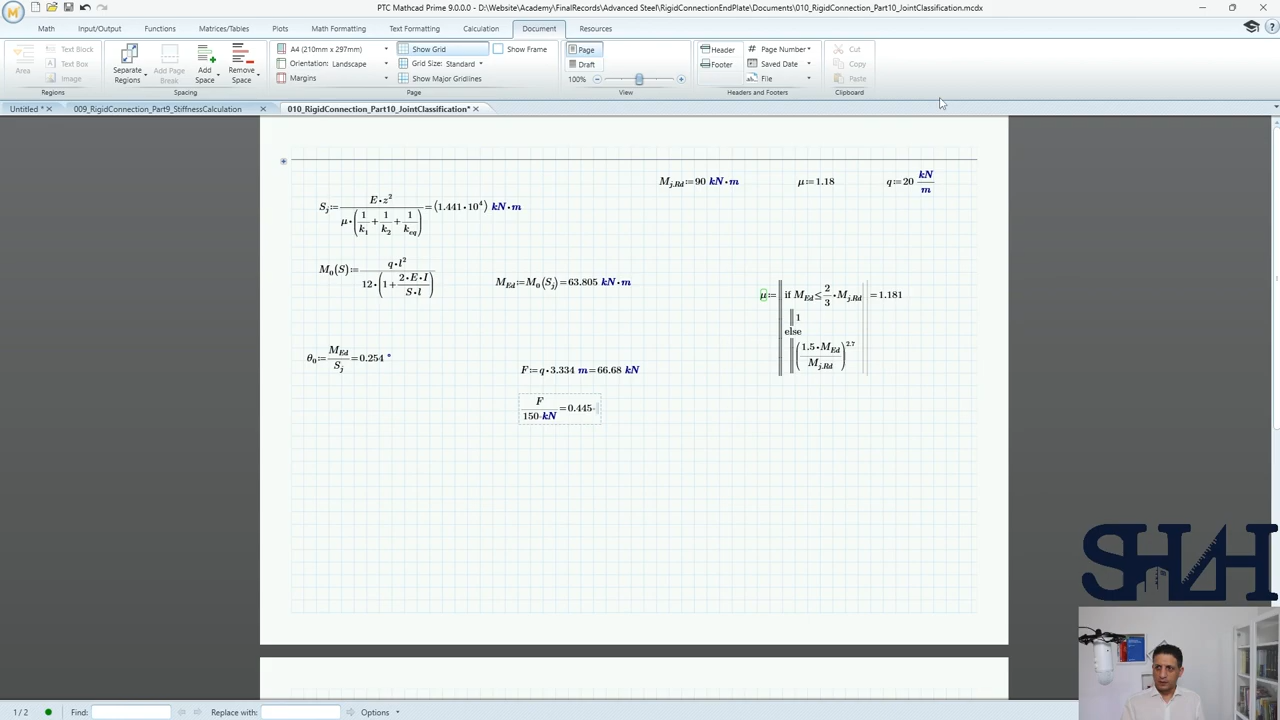 PTC Mathcad Prime 9.0.0.0 - D:\Website\Academy\FinalRecords\Advanced Steel\RigidConnectionEndPlate\Documents\010_RigidConnection_Part10_JointClassification.mcdx
Math Input/Output Functions Matrices/Tables Plots Math Formatting Text Formatting Calculation Document Resources
Area
Text Block
Text Box
Image
Regions
Separate Regions
Add Page Break
Add Space
Remove Space
Spacing
A4 (210mm x 297mm)
Orientation: Landscape
Margins
Show Grid
Show Frame
Grid Size: Standard
Show Major Gridlines
Page
Page
Draft
100%
View
Header
Footer
Page Number
Saved Date
File
Headers and Footers
Cut
Copy
Paste
Clipboard
Untitled * 009_RigidConnection_Part9_StiffnessCalculation 010_RigidConnection_Part10_JointClassification*
M_j.Rd := 90 kN·m μ := 1.18 q := 20 kN/m
S_j := E·z²/(μ·(1/k₁ + 1/k₂ + 1/k_eq)) = (1.441·10⁴) kN·m
M₀(S) := q·l²/(12·(1 + 2·E·I/(S·l)))
M_Ed := M₀(S_j) = 63.805 kN·m
μ := if M_Ed ≤ 2/3·M_j.Rd = 1.181
1
else
(1.5·M_Ed/M_j.Rd)^2.7
θ₀ := M_Ed/S_j = 0.254 °
F := q·3.334 m = 66.68 kN
F/(150·kN) = 0.445
SHZH
1 / 2 Find: Replace with: Options